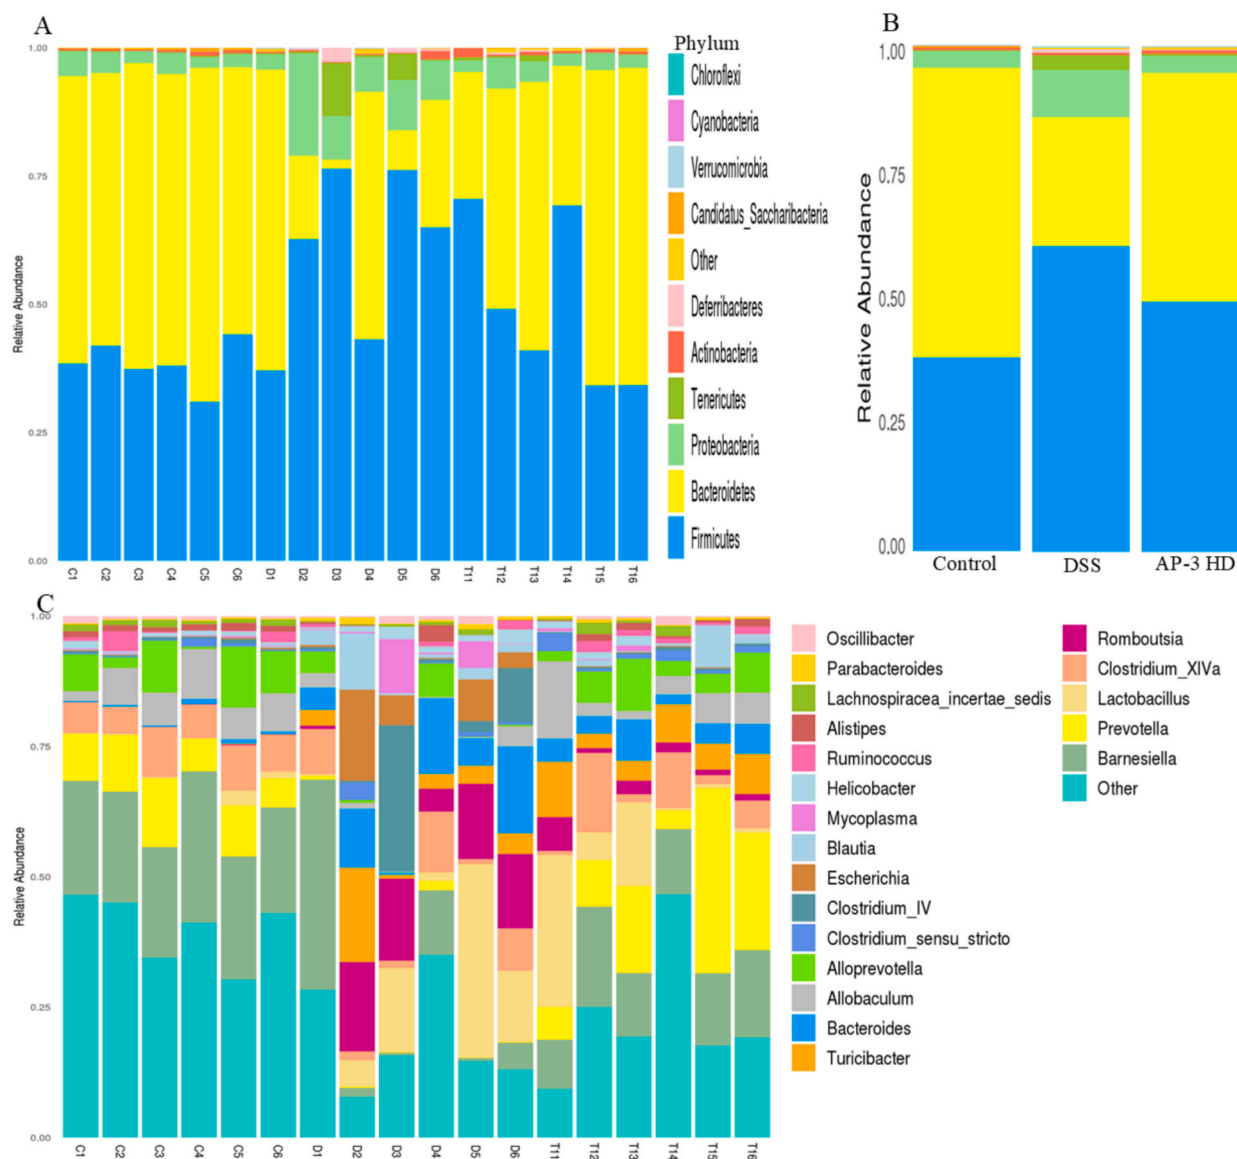 A
B
Phylum
Chloroflexi
Cyanobacteria
Verrucomicrobia
Candidatus_Saccharibacteria
Other
Deferribacteres
Actinobacteria
Tenericutes
Proteobacteria
Bacteroidetes
Firmicutes
Relative Abundance
1.00
0.75
0.50
0.25
0.00
C1 C2 C3 C4 C5 C6 D1 D2 D3 D4 D5 D6 T11 T12 T13 T14 T15 T16
Relative Abundance
1.00
0.75
0.50
0.25
0.00
Control DSS AP-3 HD
C
Relative Abundance
1.00
0.75
0.50
0.25
0.00
C1 C2 C3 C4 C5 C6 D1 D2 D3 D4 D5 D6 T11 T12 T13 T14 T15 T16
Oscillibacter
Parabacteroides
Lachnospiracea_incertae_sedis
Alistipes
Ruminococcus
Helicobacter
Mycoplasma
Blautia
Escherichia
Clostridium_IV
Clostridium_sensu_stricto
Alloprevotella
Allobaculum
Bacteroides
Turicibacter
Romboutsia
Clostridium_XIVa
Lactobacillus
Prevotella
Barnesiella
Other